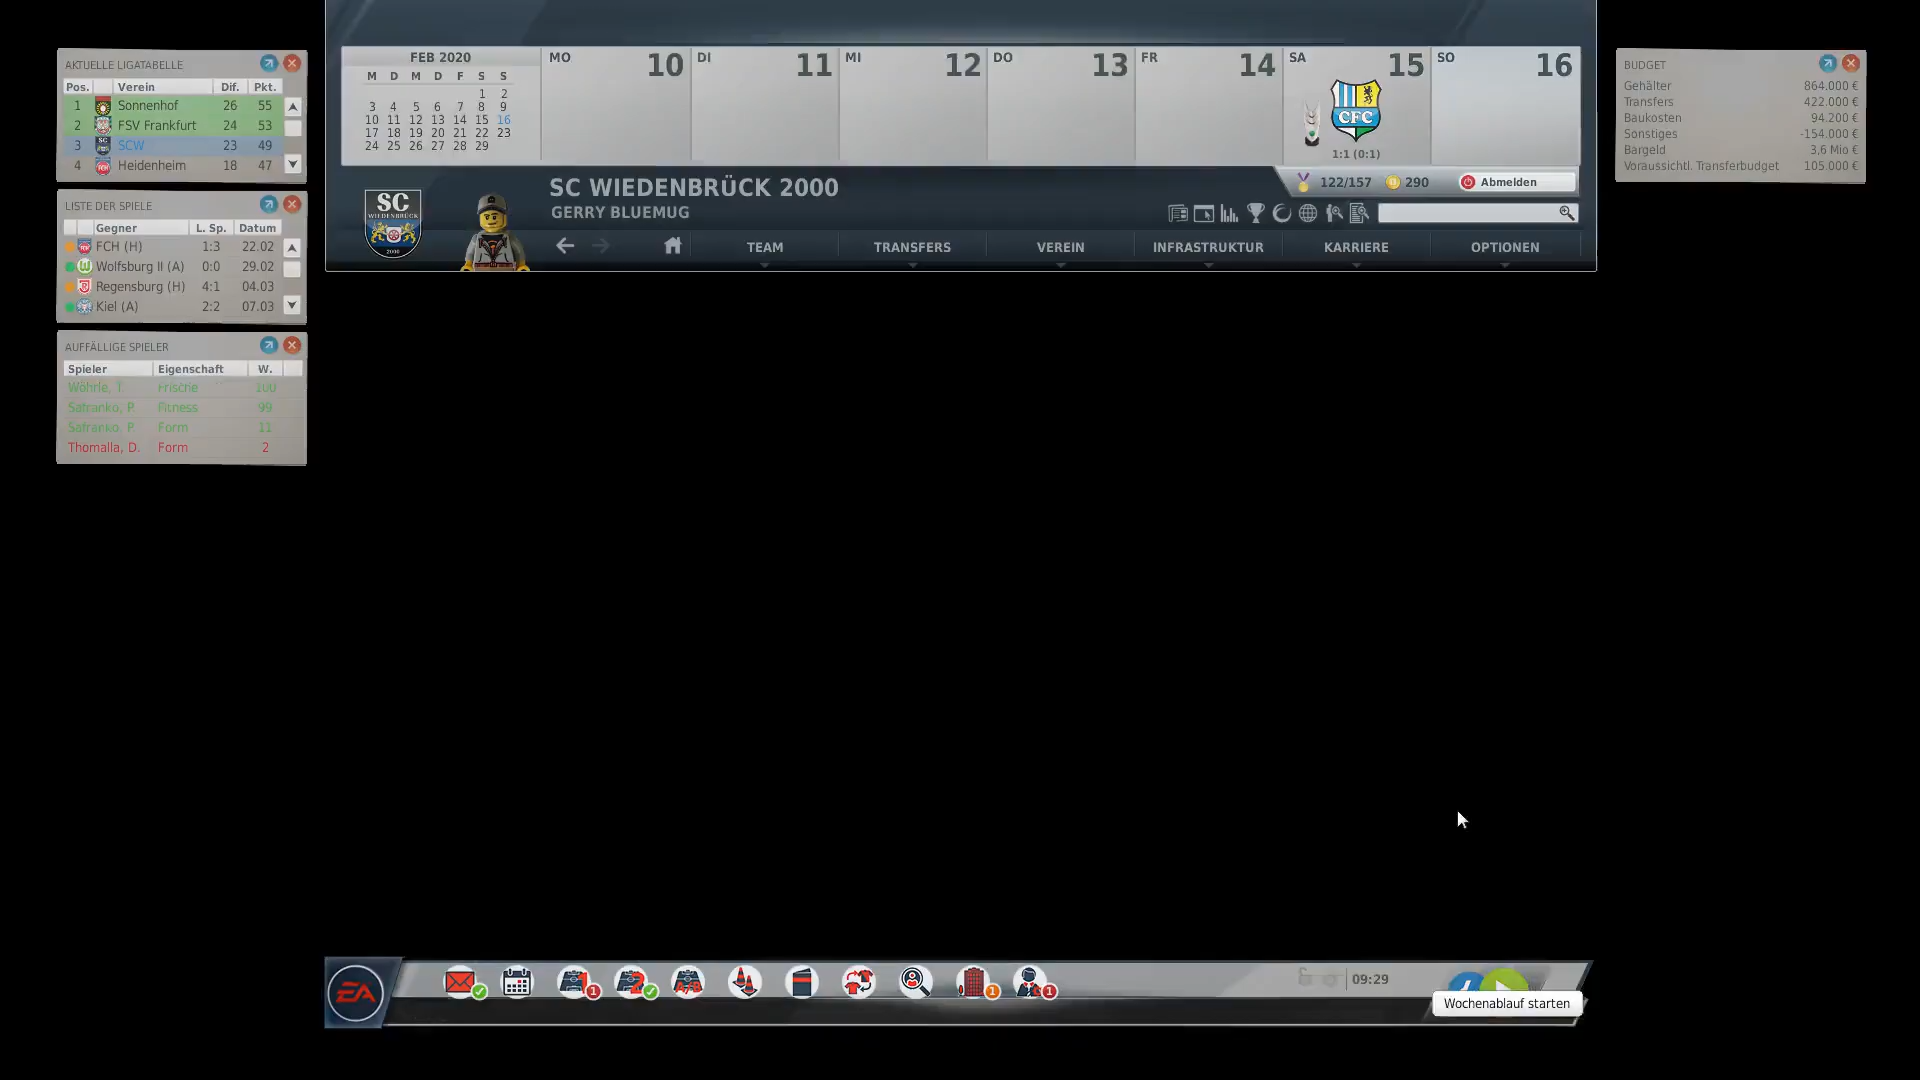 AKTUELLE LIGATABELLE
Pos. Verein Dif. Pkt.
1 Sonnenhof 26 55
2 FSV Frankfurt 24 53
3 SCW 23 49
4 Heidenheim 18 47
LISTE DER SPIELE
Gegner L. Sp. Datum
FCH (H) 1:3 22.02
Wolfsburg II (A) 0:0 29.02
Regensburg (H) 4:1 04.03
Kiel (A) 2:2 07.03
AUFFÄLLIGE SPIELER
Spieler Eigenschaft W.
Wöhrle, T. Frische 100
Safranko, P. Fitness 99
Safranko, P. Form 11
Thomalla, D. Form 2
FEB 2020
M D M D F S S
1 2
3 4 5 6 7 8 9
10 11 12 13 14 15 16
17 18 19 20 21 22 23
24 25 26 27 28 29
MO 10
DI 11
MI 12
DO 13
FR 14
SA 15
CFC
1:1 (0:1)
SO 16
SC
WIEDENBRÜCK
2000
SC WIEDENBRÜCK 2000
GERRY BLUEMUG
122/157 290 Abmelden
TEAM TRANSFERS VEREIN INFRASTRUKTUR KARRIERE OPTIONEN
BUDGET
Gehälter 864.000 €
Transfers 422.000 €
Baukosten 94.200 €
Sonstiges -154.000 €
Bargeld 3,6 Mio €
Voraussichtl. Transferbudget 105.000 €
EA
1
2
A/B
1
1
1
09:29
Wochenablauf starten